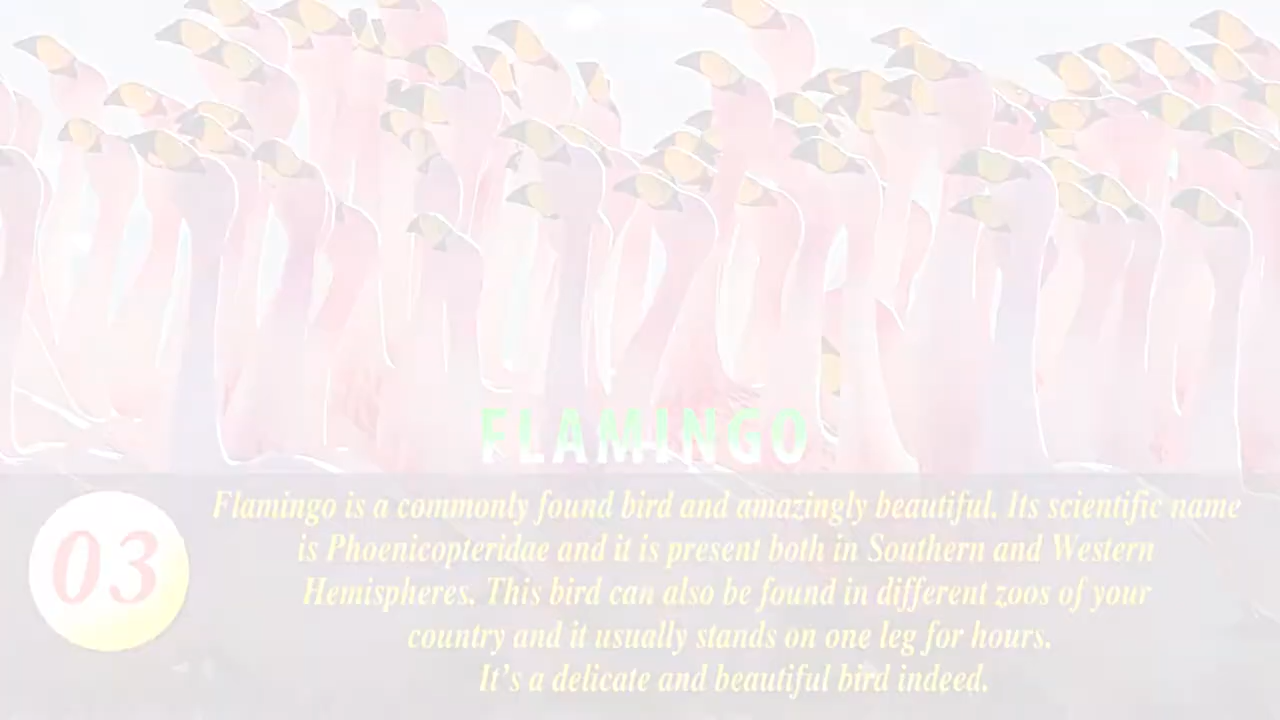 FLAMINGO
03
Flamingo is a commonly found bird and amazingly beautiful. Its scientific name
is Phoenicopteridae and it is present both in Southern and Western
Hemispheres. This bird can also be found in different zoos of your
country and it usually stands on one leg for hours.
It's a delicate and beautiful bird indeed.